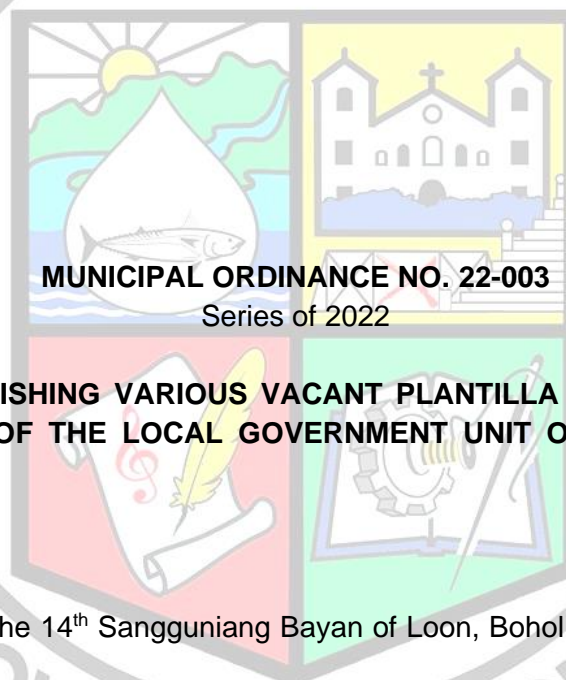 MUNICIPAL ORDINANCE NO. 22-003
Series of 2022
ISHING VARIOUS VACANT PLANTILLA
OF THE LOCAL GOVERNMENT UNIT O
he 14th Sangguniang Bayan of Loon, Bohol